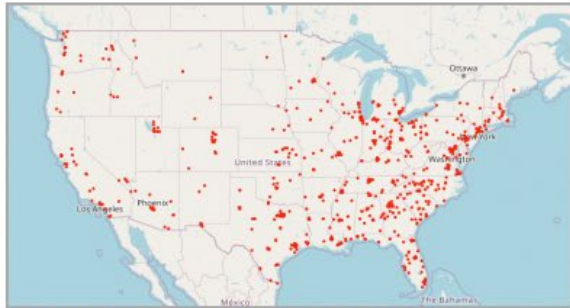 Ottawa
New York
Washington
United States
Los Angeles
Phoenix
México
The Bahamas